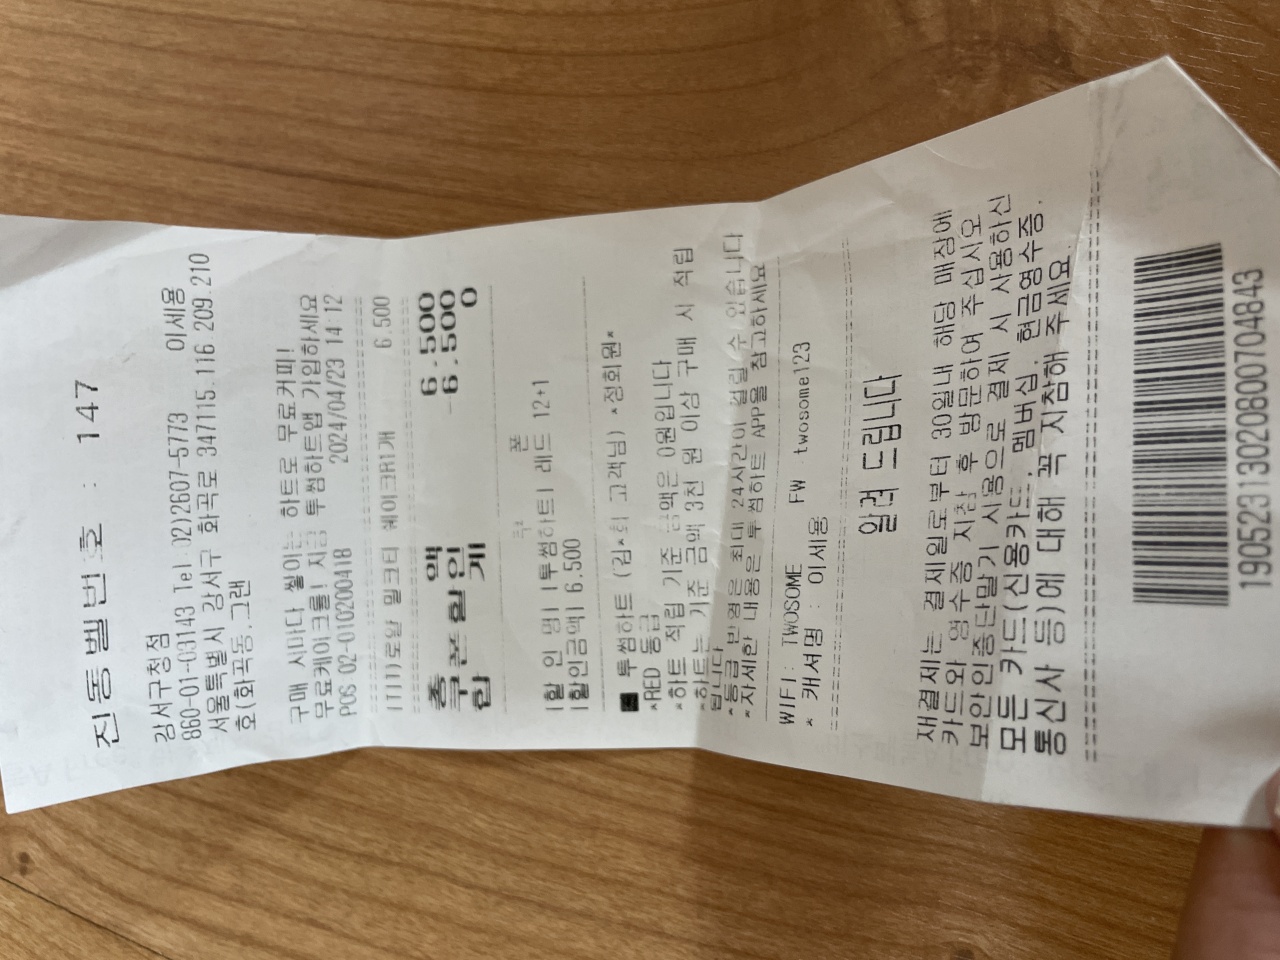 진동벨번호 : 147
강서구청점 이세용
860-01-03143 Tel 02)2607-5773
서울특별시 강서구 화곡로 347115.116 209.210
호(화곡동,그랜
구매 시마다 쌓이는 하트로 무료커피!
무료케이크를! 지금 투썸하트앱 가입하세요
POS 02-010200418 2024/04/23 14 12
로얄 밀크티 쉐이크R1개 6.500
총 액 6.500
쿠폰할인 6.500
합 계 0
쿠 폰
[할 인 명] [투썸하트] 레드 12+1
[할인금액] 6.500
■ 투썸하트 (김*희 고객님) *정회원*
*RED 등급
*하트 적립 기준 금액은 0원입니다
*하트는 기준 금액 3천 원 이상 구매 시 적립
됩니다
*등급 반영은 최대 24시간이 걸릴 수 있습니다
*자세한 내용은 투썸하트 APP을 참고하세요
WIFI: TWOSOME FW twosome123
* 캐셔명 : 이세용
알려 드립니다
재결제는 결제일로부터 30일내 해당 매장에
카드와 영수증 지참 후 방문하여 주십시오
보안인증중단말기 사용으로 결제 시 사용하신
모든 카드(신용카드, 멤버십, 현금영수증,
통신사 등)에 대해 꼭 지참해 주세요.
1905231302080070​4843